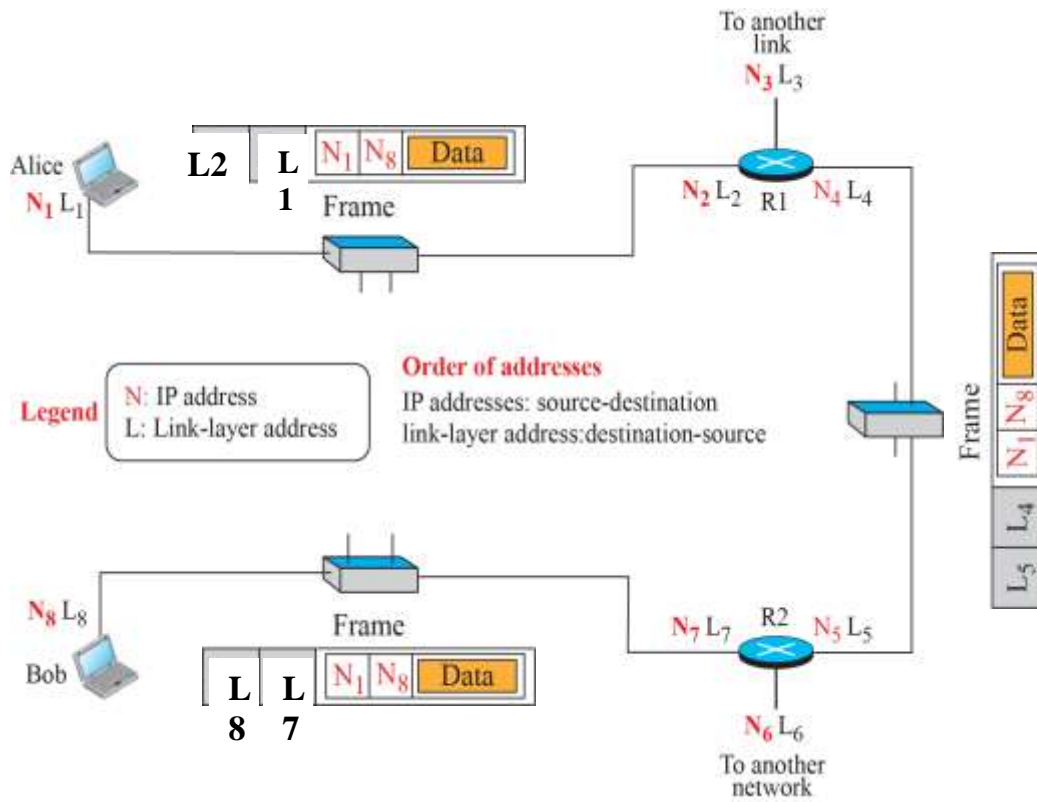 To another
link
N₃ L₃
Alice
N₁ L₁
L2 L
1
N₁ N₈ Data
Frame
N₂ L₂
R1
N₄ L₄
Legend
N: IP address
L: Link-layer address
Order of addresses
IP addresses: source-destination
link-layer address:destination-source
Frame
L₅ L₄ N₁ N₈ Data
N₈ L₈
Bob
Frame
L
8
L
7
N₁ N₈ Data
N₇ L₇
R2
N₅ L₅
N₆ L₆
To another
network